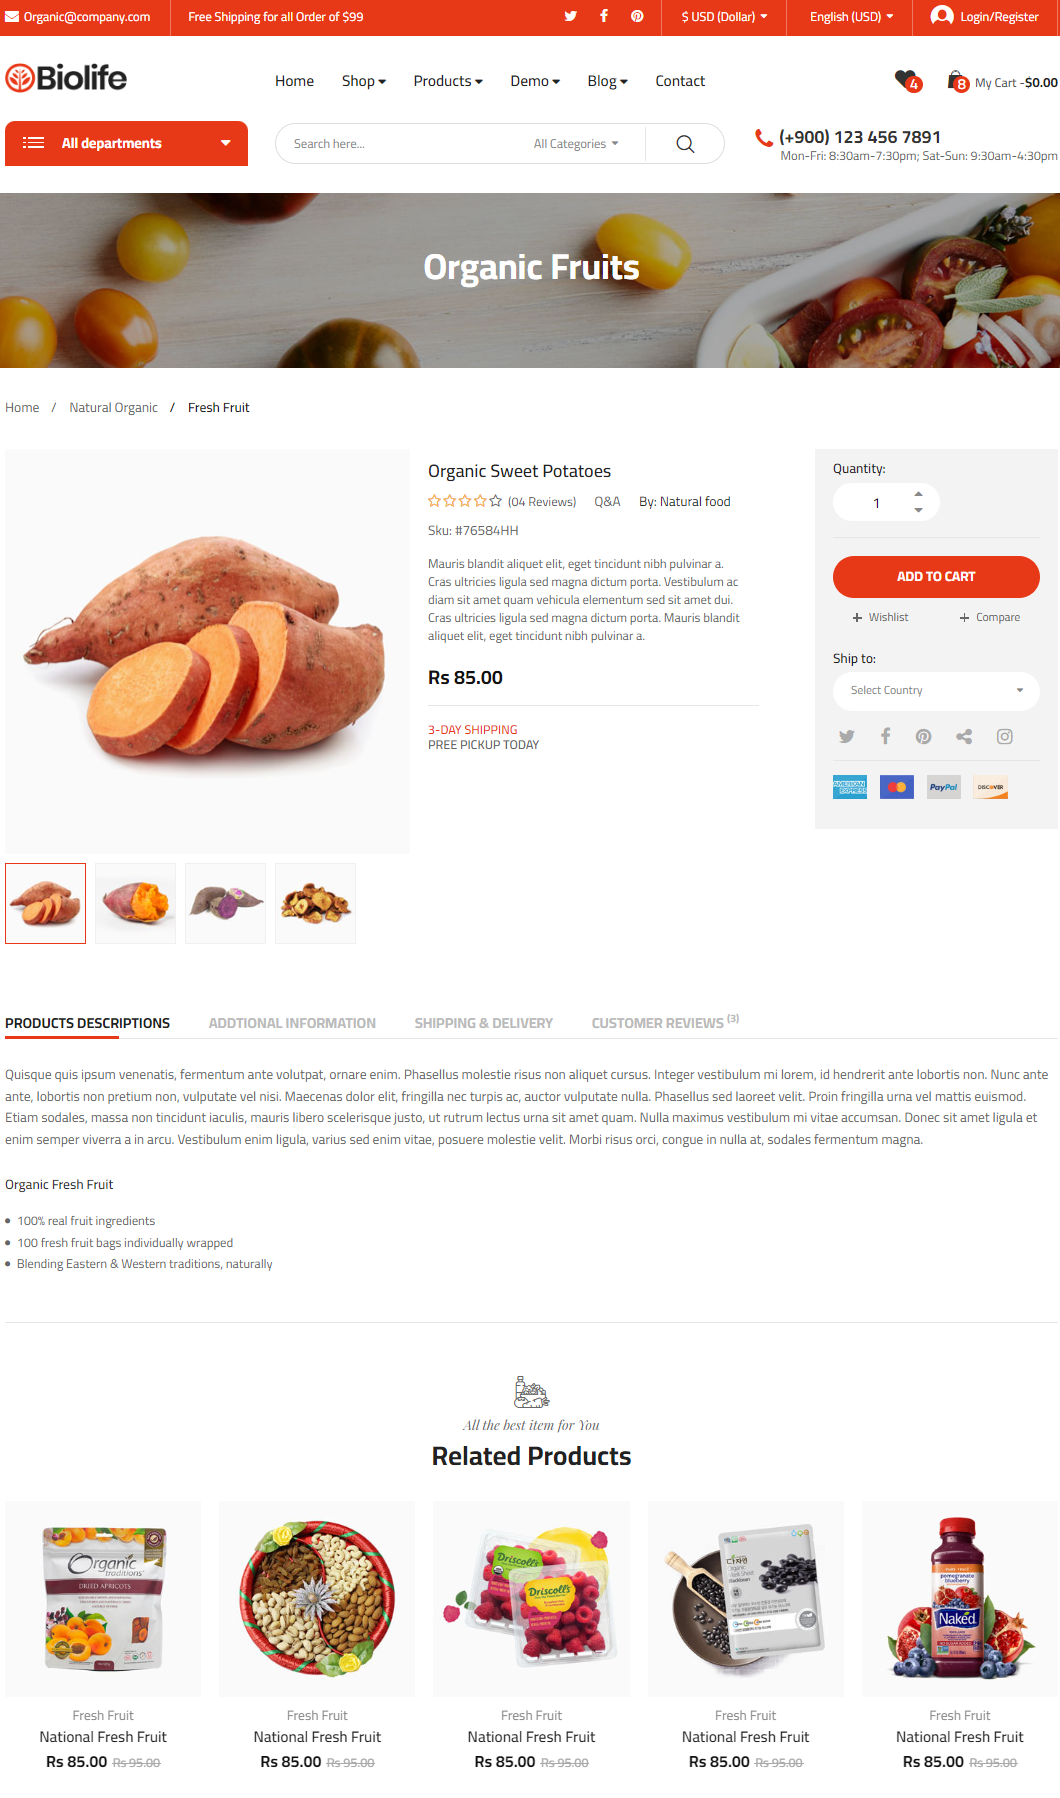 Organic@company.com
Free Shipping for all Order of $99
$ USD (Dollar)
English (USD)
Login/Register
Biolife
Home
Shop
Products
Demo
Blog
Contact
4
8
My Cart -$0.00
All departments
Search here...
All Categories
(+900) 123 456 7891
Mon-Fri: 8:30am-7:30pm; Sat-Sun: 9:30am-4:30pm
Organic Fruits
Home / Natural Organic / Fresh Fruit
Organic Sweet Potatoes
(04 Reviews) Q&A By: Natural food
Sku: #76584HH
Mauris blandit aliquet elit, eget tincidunt nibh pulvinar a.
Cras ultricies ligula sed magna dictum porta. Vestibulum ac
diam sit amet quam vehicula elementum sed sit amet dui.
Cras ultricies ligula sed magna dictum porta. Mauris blandit
aliquet elit, eget tincidunt nibh pulvinar a.
Rs 85.00
3-DAY SHIPPING
PREE PICKUP TODAY
Quantity:
1
ADD TO CART
Wishlist
Compare
Ship to:
Select Country
AMERICAN EXPRESS
PayPal
DISCOVER
PRODUCTS DESCRIPTIONS
ADDTIONAL INFORMATION
SHIPPING & DELIVERY
CUSTOMER REVIEWS (3)
Quisque quis ipsum venenatis, fermentum ante volutpat, ornare enim. Phasellus molestie risus non aliquet cursus. Integer vestibulum mi lorem, id hendrerit ante lobortis non. Nunc ante
ante, lobortis non pretium non, vulputate vel nisi. Maecenas dolor elit, fringilla nec turpis ac, auctor vulputate nulla. Phasellus sed laoreet velit. Proin fringilla urna vel mattis euismod.
Etiam sodales, massa non tincidunt iaculis, mauris libero scelerisque justo, ut rutrum lectus urna sit amet quam. Nulla maximus vestibulum mi vitae accumsan. Donec sit amet ligula et
enim semper viverra a in arcu. Vestibulum enim ligula, varius sed enim vitae, posuere molestie velit. Morbi risus orci, congue in nulla at, sodales fermentum magna.
Organic Fresh Fruit
100% real fruit ingredients
100 fresh fruit bags individually wrapped
Blending Eastern & Western traditions, naturally
All the best item for You
Related Products
Organic
traditions
DRIED APRICOTS
Driscoll's
Driscoll's
Organic
Black bean
pomegranate
blueberry
Naked
Fresh Fruit
National Fresh Fruit
Rs 85.00 Rs 95.00
Fresh Fruit
National Fresh Fruit
Rs 85.00 Rs 95.00
Fresh Fruit
National Fresh Fruit
Rs 85.00 Rs 95.00
Fresh Fruit
National Fresh Fruit
Rs 85.00 Rs 95.00
Fresh Fruit
National Fresh Fruit
Rs 85.00 Rs 95.00